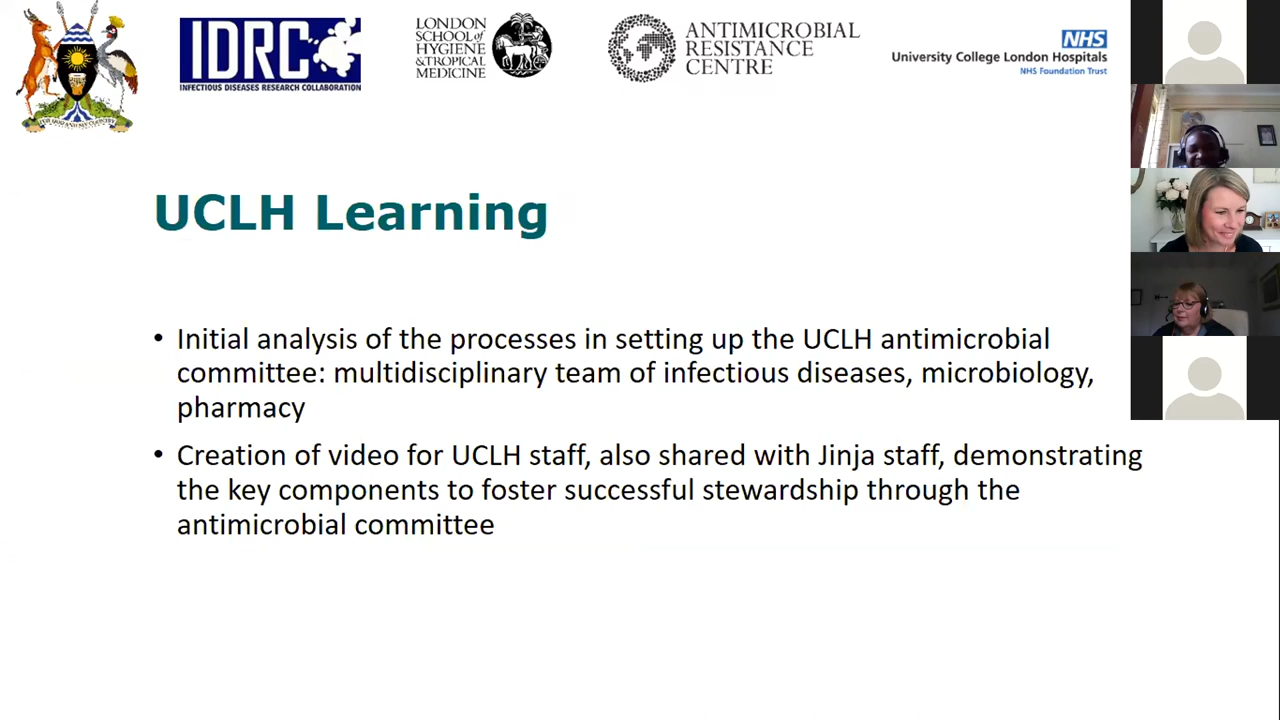 IDRC
INFECTIOUS DISEASES RESEARCH COLLABORATION
LONDON
SCHOOL of
HYGIENE
& TROPICAL
MEDICINE
ANTIMICROBIAL
RESISTANCE
CENTRE
NHS
University College London Hospitals
NHS Foundation Trust
UCLH Learning
• Initial analysis of the processes in setting up the UCLH antimicrobial
committee: multidisciplinary team of infectious diseases, microbiology,
pharmacy
• Creation of video for UCLH staff, also shared with Jinja staff, demonstrating
the key components to foster successful stewardship through the
antimicrobial committee